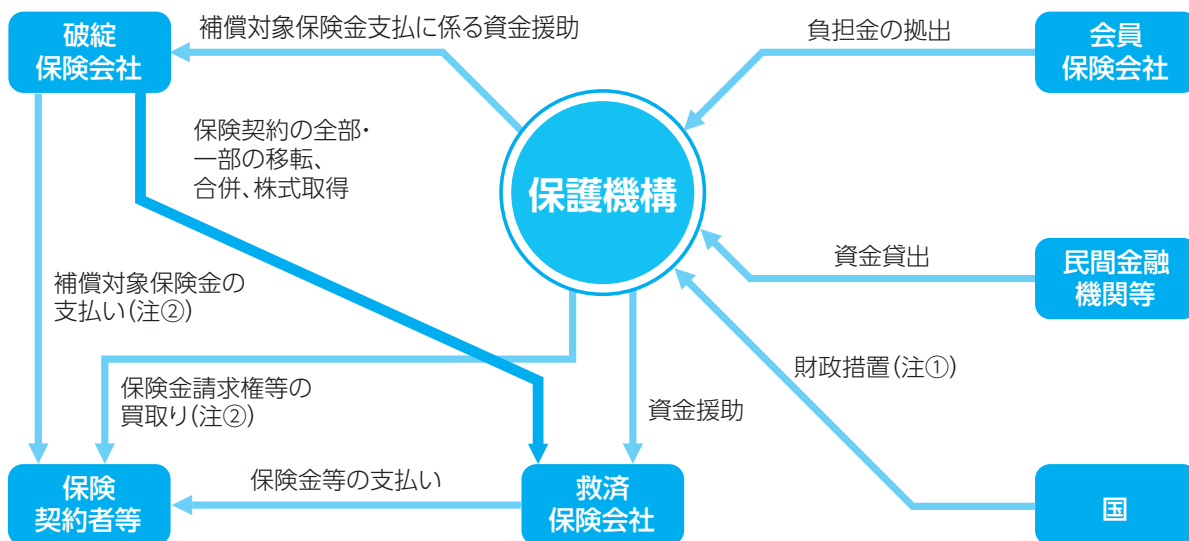 破綻
保険会社
補償対象保険金支払に係る資金援助
負担金の拠出
会員
保険会社
保険契約の全部・
一部の移転、
合併、株式取得
保護機構
補償対象保険金の
支払い(注②)
資金貸出
民間金融
機関等
財政措置(注①)
保険金請求権等の
買取り(注②)
資金援助
保険
契約者等
保険金等の支払い
救済
保険会社
国